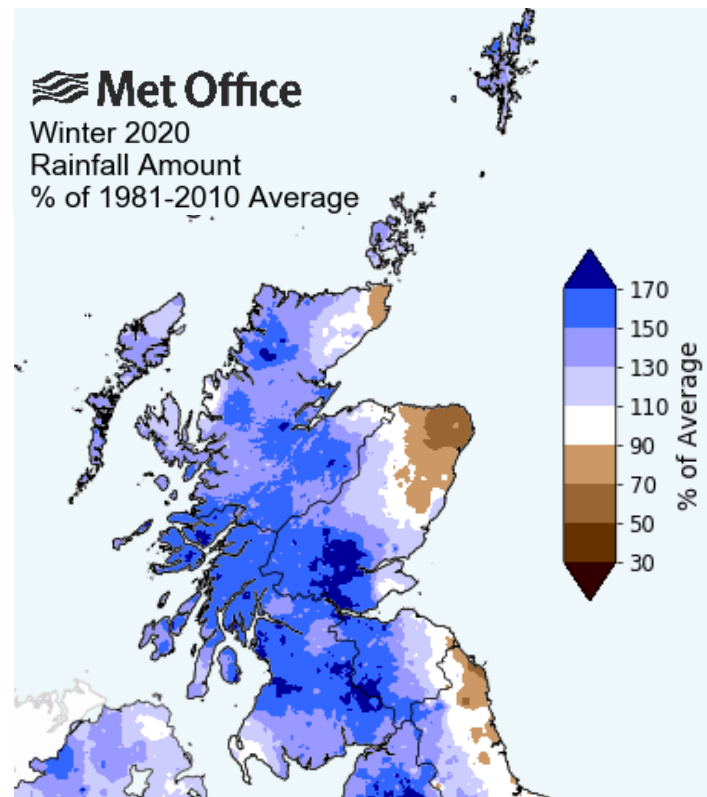 Met Office
Winter 2020
Rainfall Amount
% of 1981-2010 Average
170
150
130
110
90
70
50
30
% of Average